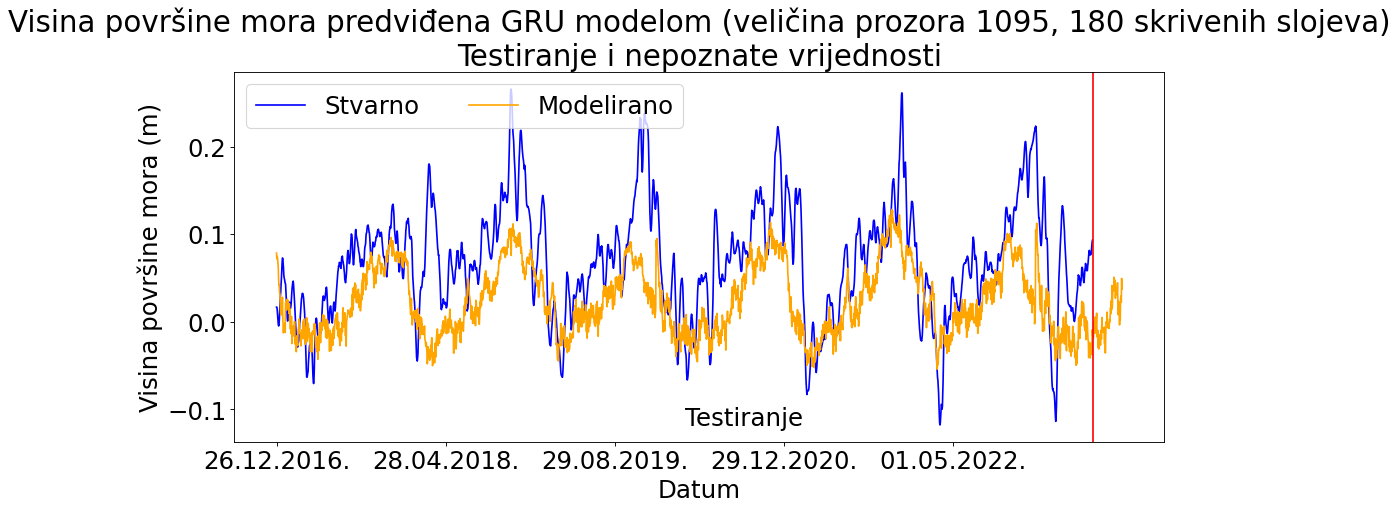 Visina površine mora predviđena GRU modelom (veličina prozora 1095, 180 skrivenih slojeva)
Testiranje i nepoznate vrijednosti
Stvarno
Modelirano
Visina površine mora (m)
0.2
0.1
0.0
−0.1
Testiranje
26.12.2016.
28.04.2018.
29.08.2019.
29.12.2020.
01.05.2022.
Datum